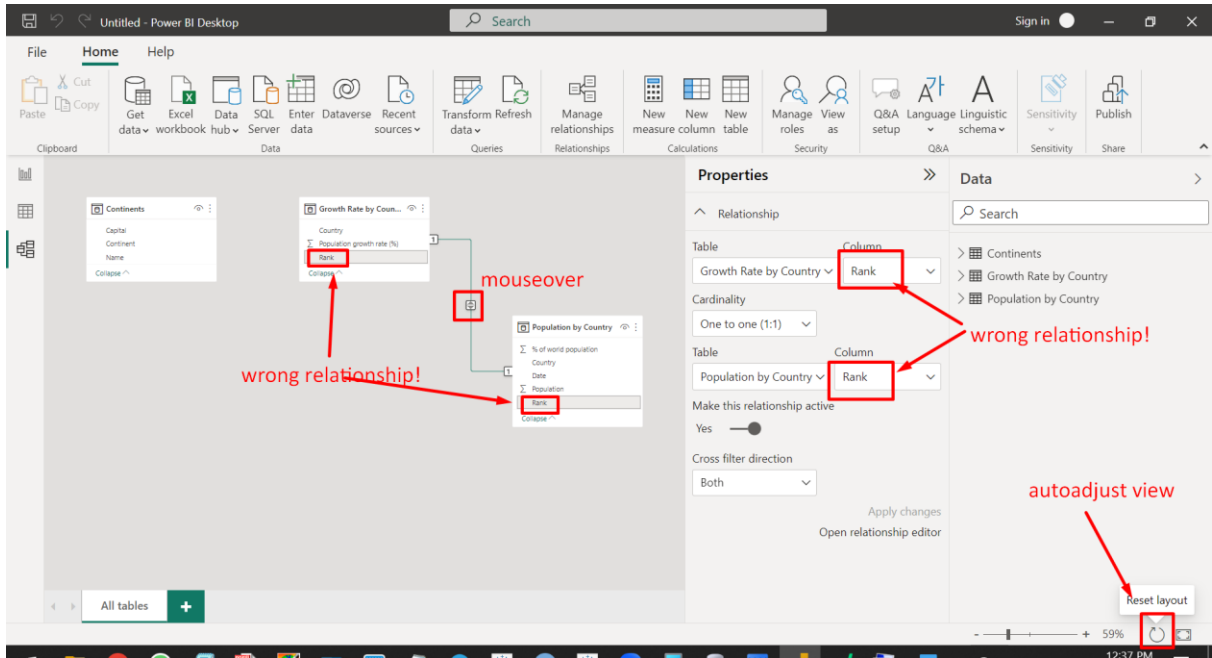 Untitled - Power BI Desktop
Search
Sign in
File Home Help
Paste
Cut
Copy
Get data
Excel workbook
Data hub
SQL Server
Enter data
Dataverse
Recent sources
Transform data
Refresh
Manage relationships
New measure
New column
New table
Manage roles
View as
Q&A setup
Language
Linguistic schema
Sensitivity
Publish
Clipboard
Data
Queries
Relationships
Calculations
Security
Q&A
Sensitivity
Share
Continents
Capital
Continent
Name
Collapse
Growth Rate by Coun...
Country
Σ Population growth rate (%)
Rank
Collapse
1
mouseover
Population by Country
Σ % of world population
Country
Date
Σ Population
Rank
Collapse
1
wrong relationship!
Properties
Relationship
Table Column
Growth Rate by Country Rank
Cardinality
One to one (1:1)
Table Column
Population by Country Rank
Make this relationship active
Yes
Cross filter direction
Both
Apply changes
Open relationship editor
Data
Search
Continents
Growth Rate by Country
Population by Country
wrong relationship!
autoadjust view
Reset layout
All tables +
- + 59%
12:37 PM